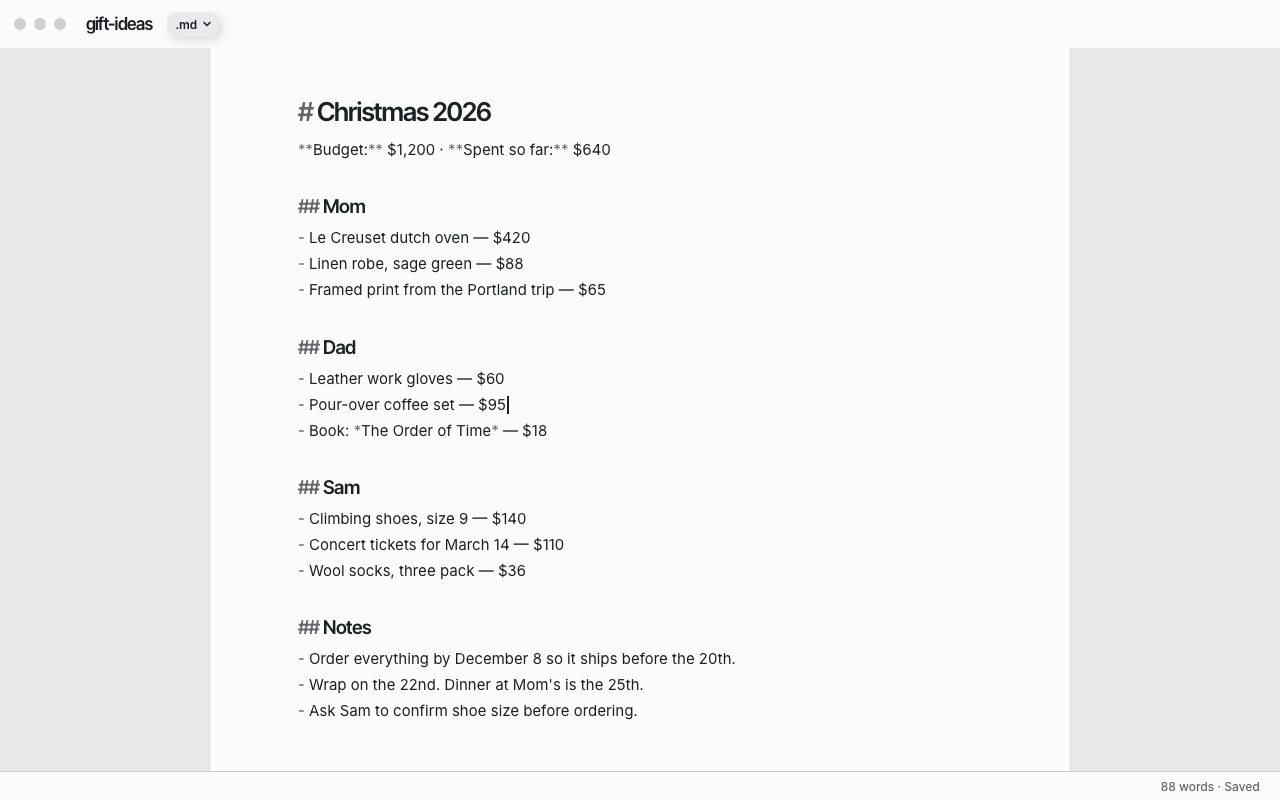 gift-ideas .md
# Christmas 2026
**Budget:** $1,200 · **Spent so far:** $640
## Mom
- Le Creuset dutch oven — $420
- Linen robe, sage green — $88
- Framed print from the Portland trip — $65
## Dad
- Leather work gloves — $60
- Pour-over coffee set — $95
- Book: *The Order of Time* — $18
## Sam
- Climbing shoes, size 9 — $140
- Concert tickets for March 14 — $110
- Wool socks, three pack — $36
## Notes
- Order everything by December 8 so it ships before the 20th.
- Wrap on the 22nd. Dinner at Mom's is the 25th.
- Ask Sam to confirm shoe size before ordering.
88 words · Saved